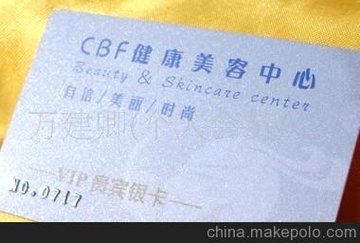 CBF健康美容中心
Beauty & Skincare center
自信/美丽/时尚
VIP贵宾银卡
NO.0717
china.makepolo.com